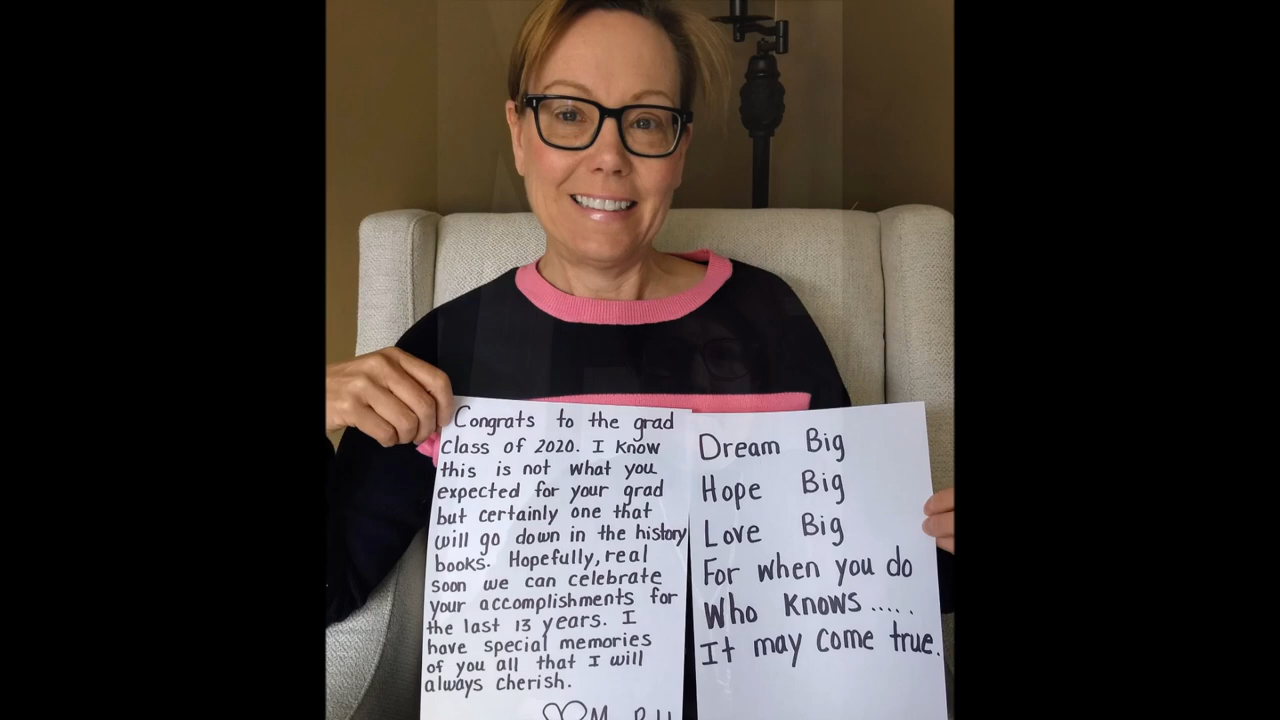 Congrats to the grad
Class of 2020. I know
this is not what you
expected for your grad
but certainly one that
will go down in the history
books. Hopefully, real
soon we can celebrate
your accomplishments for
the last 13 years. I
have special memories
of you all that I will
always cherish.
Dream Big
Hope Big
Love Big
For when you do
Who knows.....
It may come true.